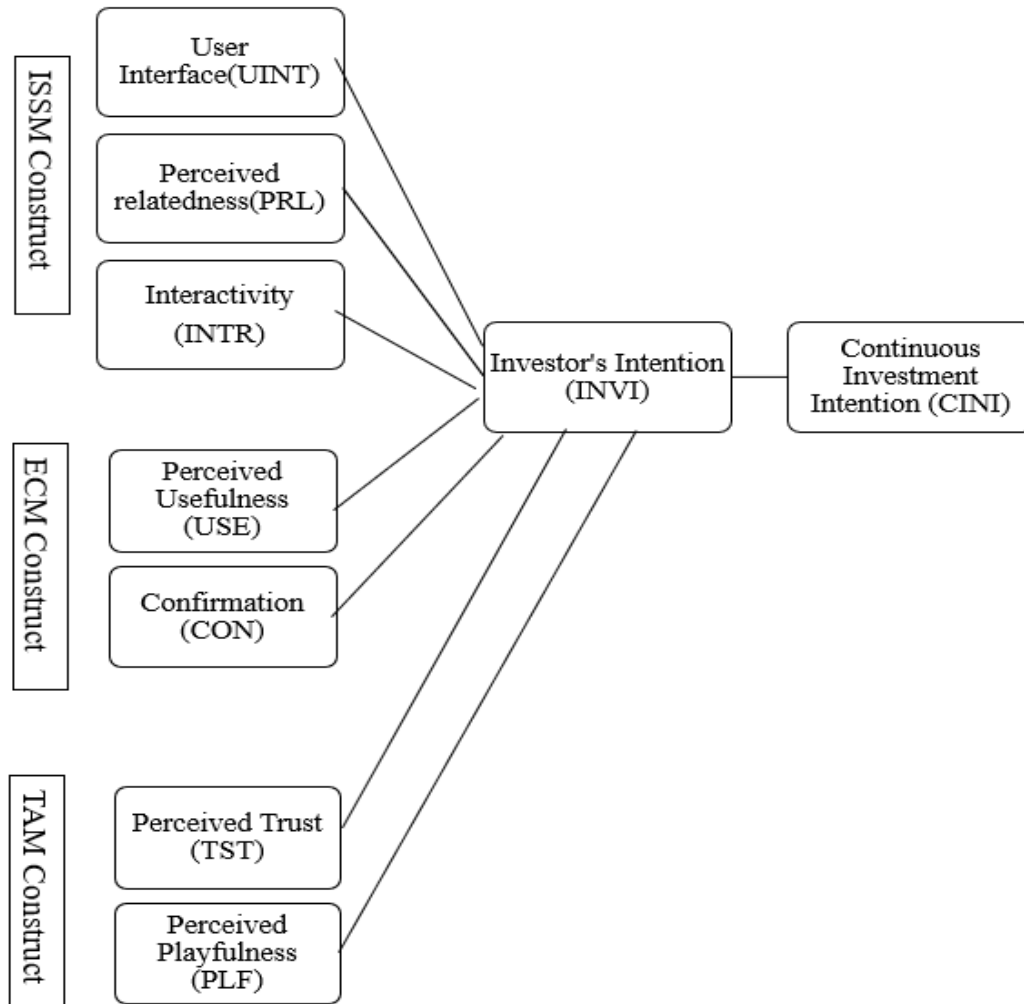 ISSM Construct
User
Interface(UINT)
Perceived
relatedness(PRL)
Interactivity
(INTR)
ECM Construct
Perceived
Usefulness
(USE)
Confirmation
(CON)
TAM Construct
Perceived Trust
(TST)
Perceived
Playfulness
(PLF)
Investor's Intention
(INVI)
Continuous
Investment
Intention (CINI)